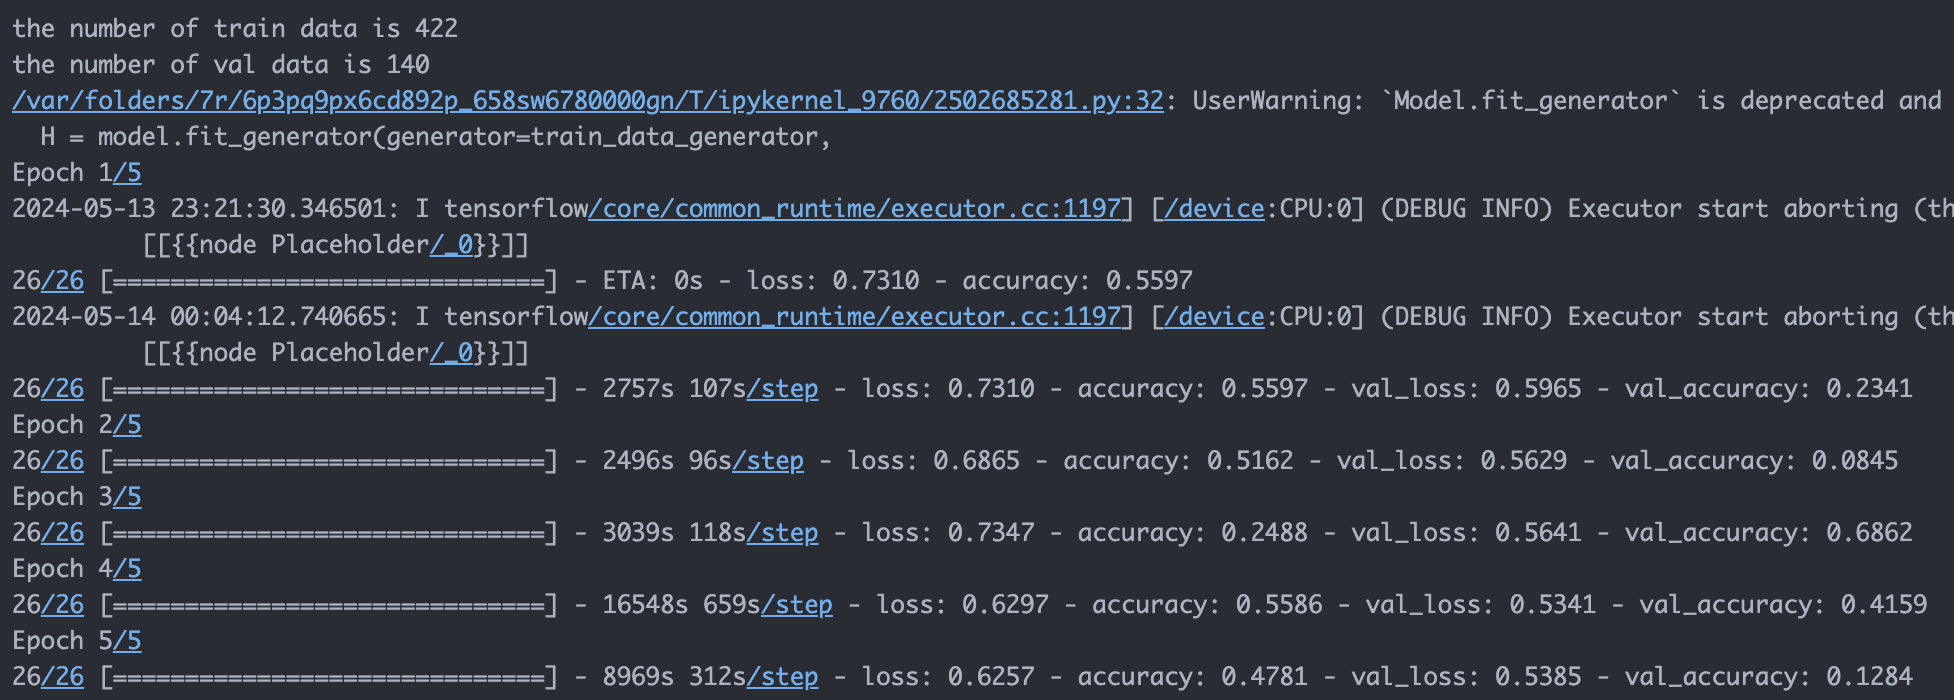 the number of train data is 422
the number of val data is 140
/var/folders/7r/6p3pq9px6cd892p_658sw6780000gn/T/ipykernel_9760/2502685281.py:32: UserWarning: `Model.fit_generator` is deprecated and
  H = model.fit_generator(generator=train_data_generator,
Epoch 1/5
2024-05-13 23:21:30.346501: I tensorflow/core/common_runtime/executor.cc:1197] [/device:CPU:0] (DEBUG INFO) Executor start aborting (th
	 [[{{node Placeholder/_0}}]]
26/26 [==============================] - ETA: 0s - loss: 0.7310 - accuracy: 0.5597
2024-05-14 00:04:12.740665: I tensorflow/core/common_runtime/executor.cc:1197] [/device:CPU:0] (DEBUG INFO) Executor start aborting (th
	 [[{{node Placeholder/_0}}]]
26/26 [==============================] - 2757s 107s/step - loss: 0.7310 - accuracy: 0.5597 - val_loss: 0.5965 - val_accuracy: 0.2341
Epoch 2/5
26/26 [==============================] - 2496s 96s/step - loss: 0.6865 - accuracy: 0.5162 - val_loss: 0.5629 - val_accuracy: 0.0845
Epoch 3/5
26/26 [==============================] - 3039s 118s/step - loss: 0.7347 - accuracy: 0.2488 - val_loss: 0.5641 - val_accuracy: 0.6862
Epoch 4/5
26/26 [==============================] - 16548s 659s/step - loss: 0.6297 - accuracy: 0.5586 - val_loss: 0.5341 - val_accuracy: 0.4159
Epoch 5/5
26/26 [==============================] - 8969s 312s/step - loss: 0.6257 - accuracy: 0.4781 - val_loss: 0.5385 - val_accuracy: 0.1284